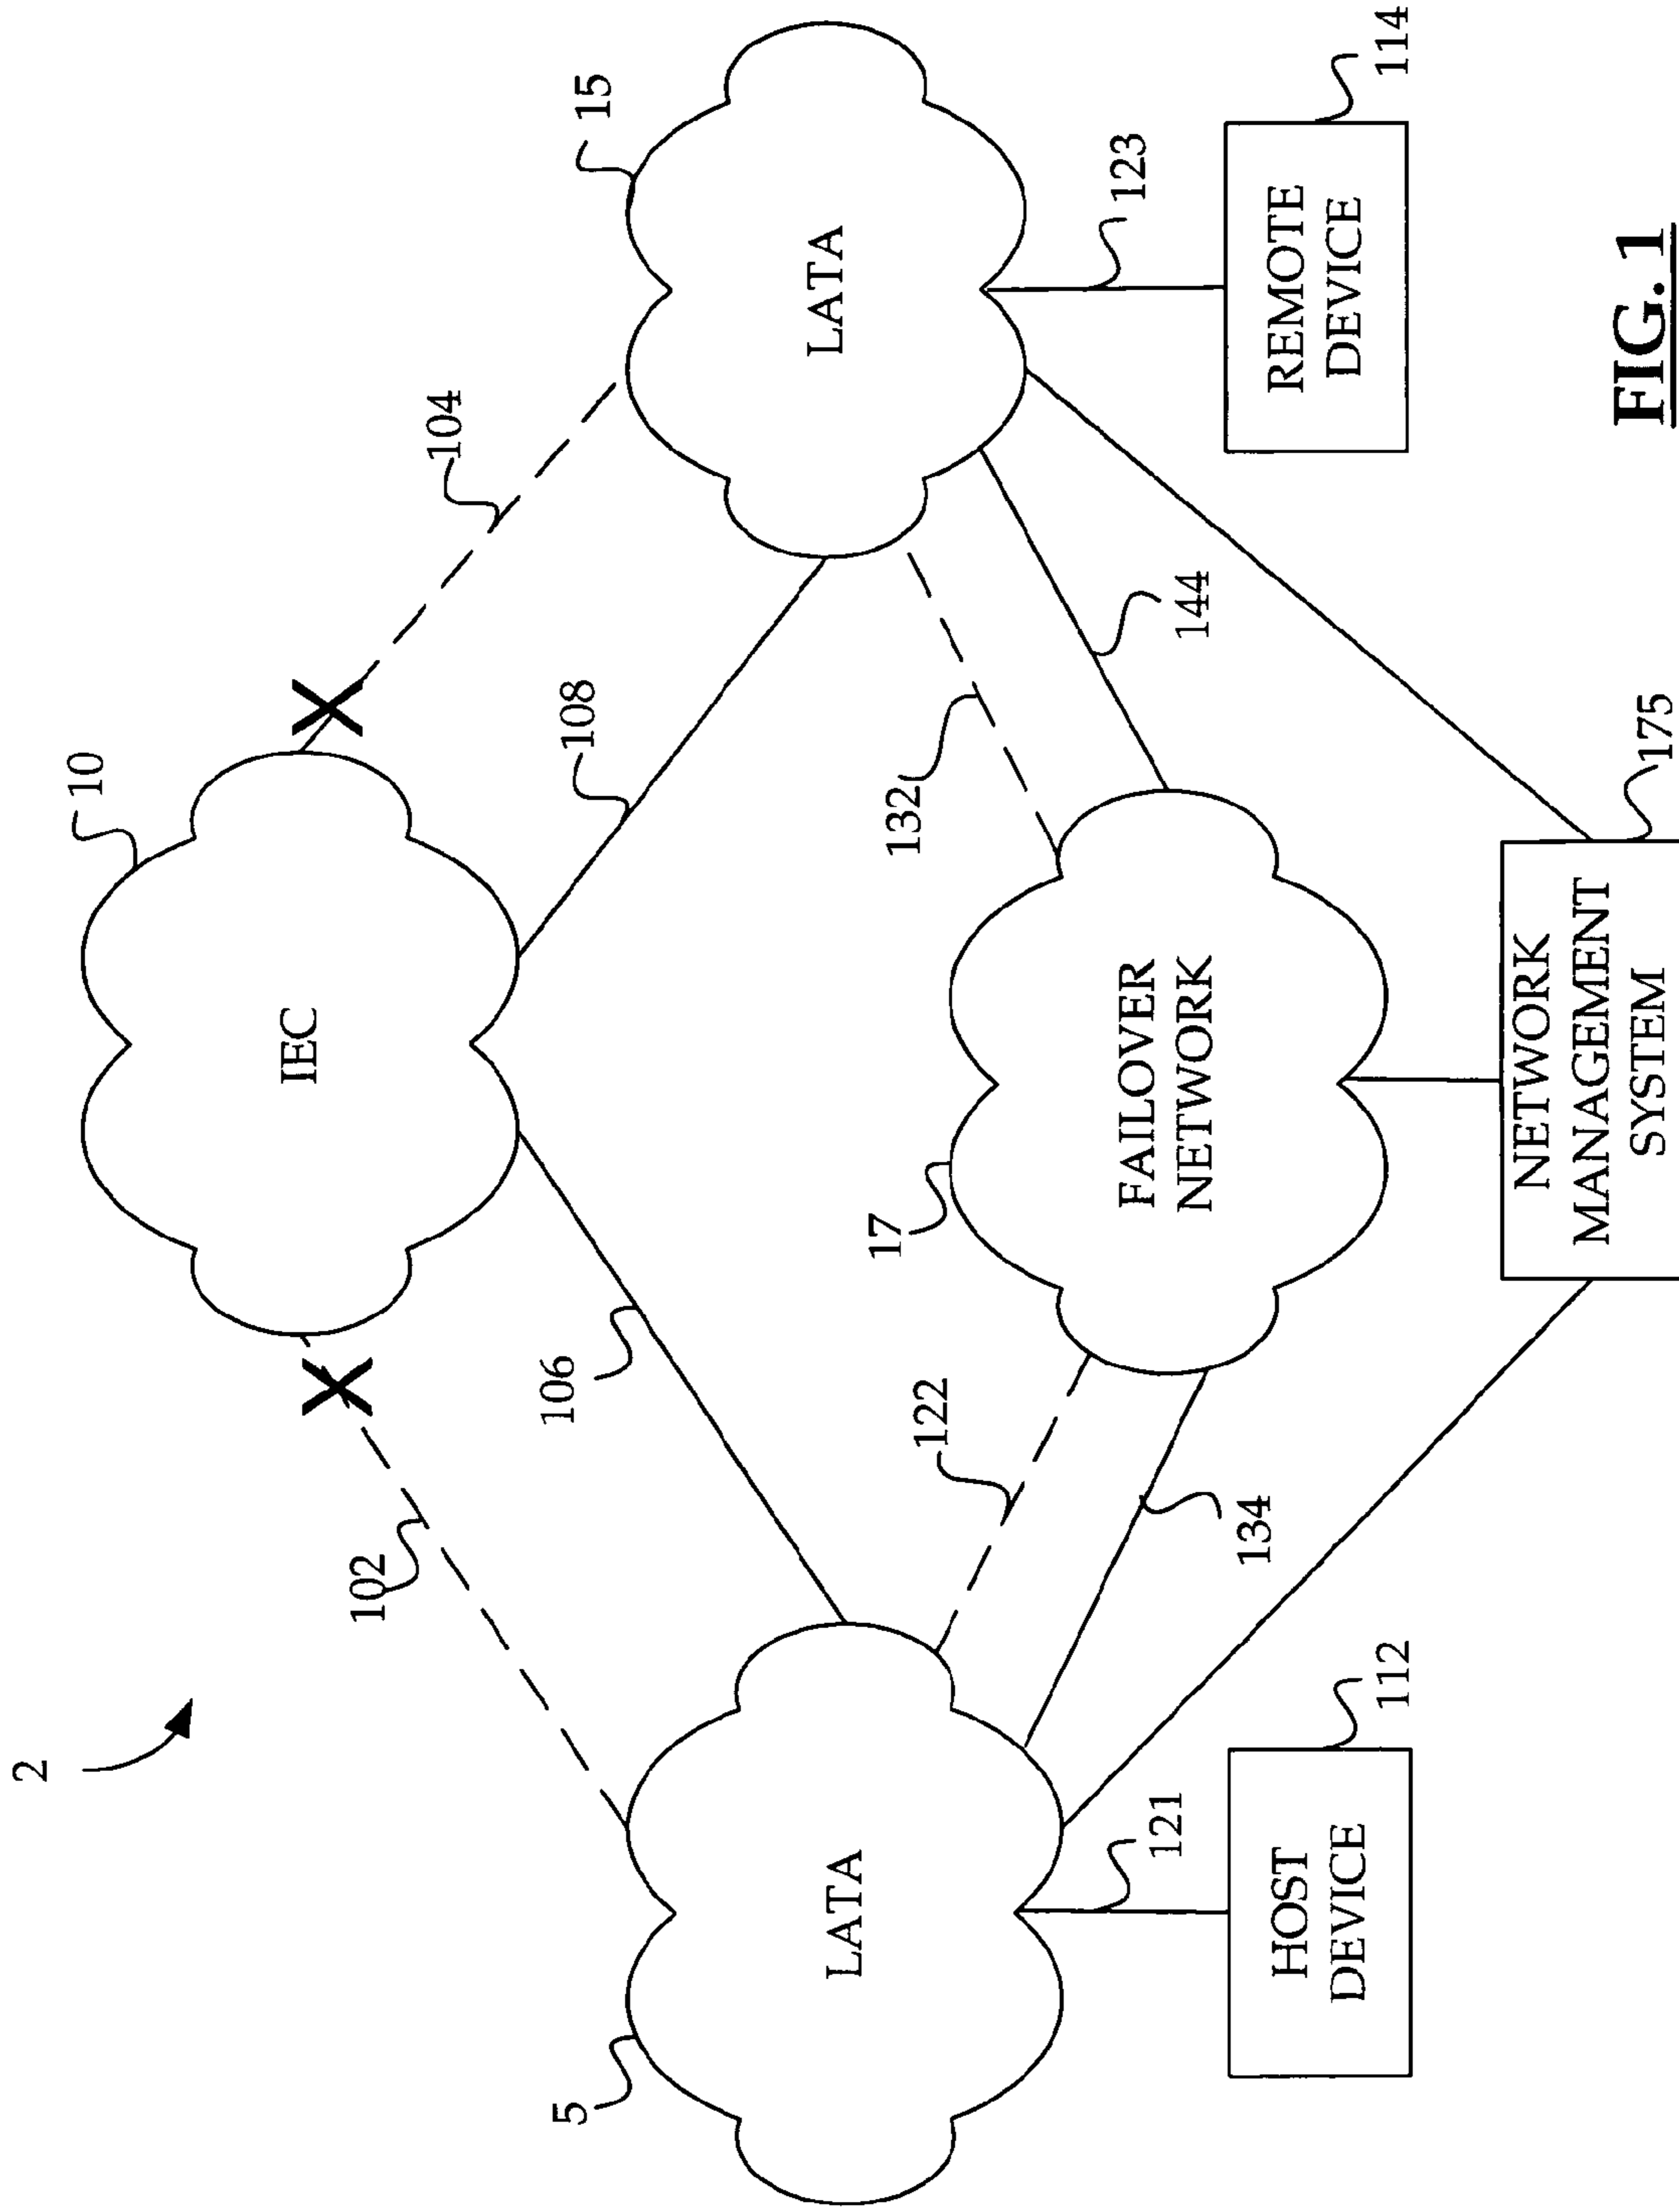 2
10
IEC
102
X
X
104
15
106
108
5
LATA
LATA
17
122
132
FAILOVER
NETWORK
134
144
121
123
HOST
DEVICE
112
NETWORK
MANAGEMENT
SYSTEM
175
REMOTE
DEVICE
114
FIG. 1